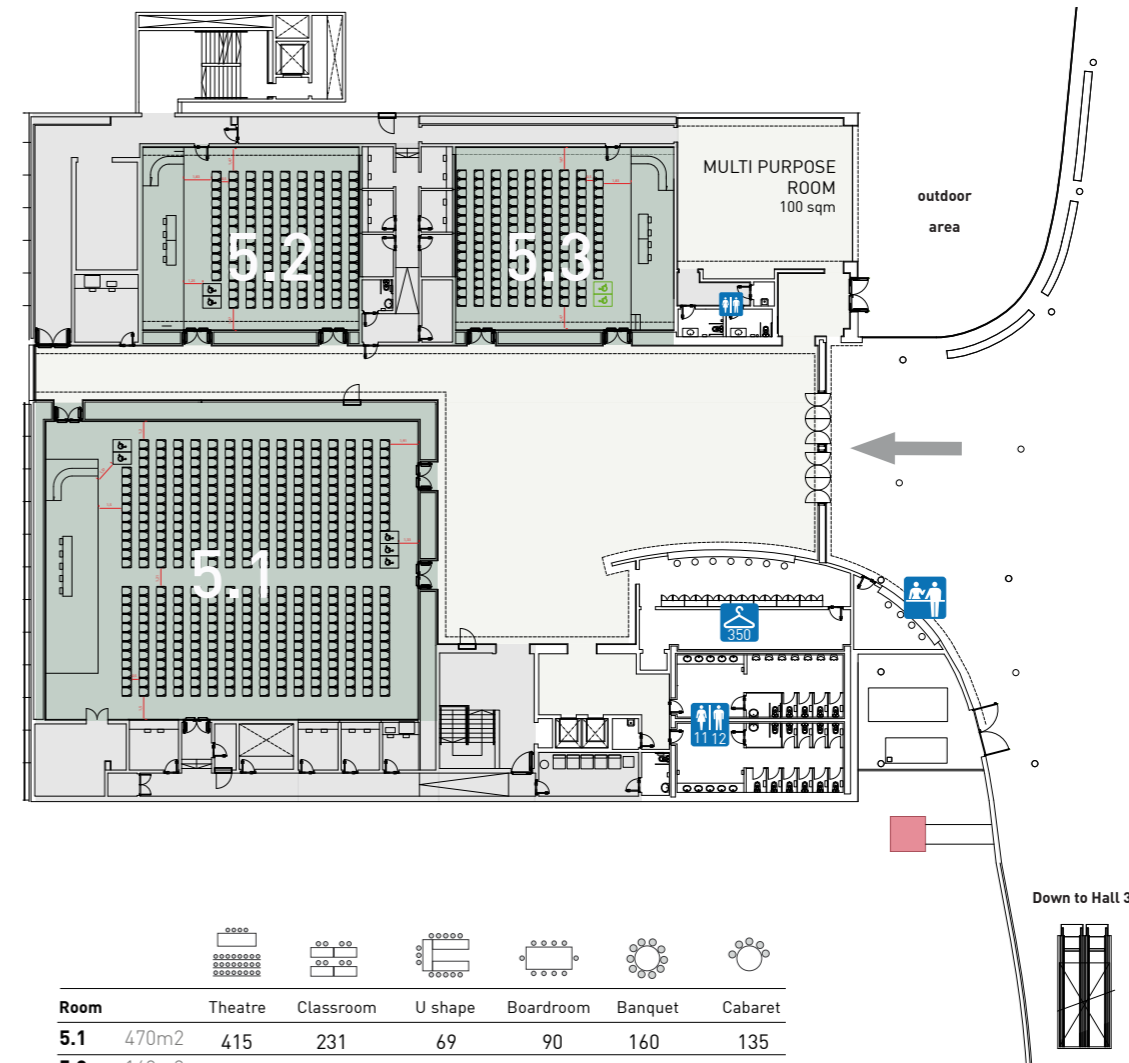 MULTI PURPOSE
ROOM
100 sqm
outdoor
area
5.2
5.3
5.1
350
11 12
Down to Hall 3
Room Theatre Classroom U shape Boardroom Banquet Cabaret
5.1 470m2 415 231 69 90 160 135